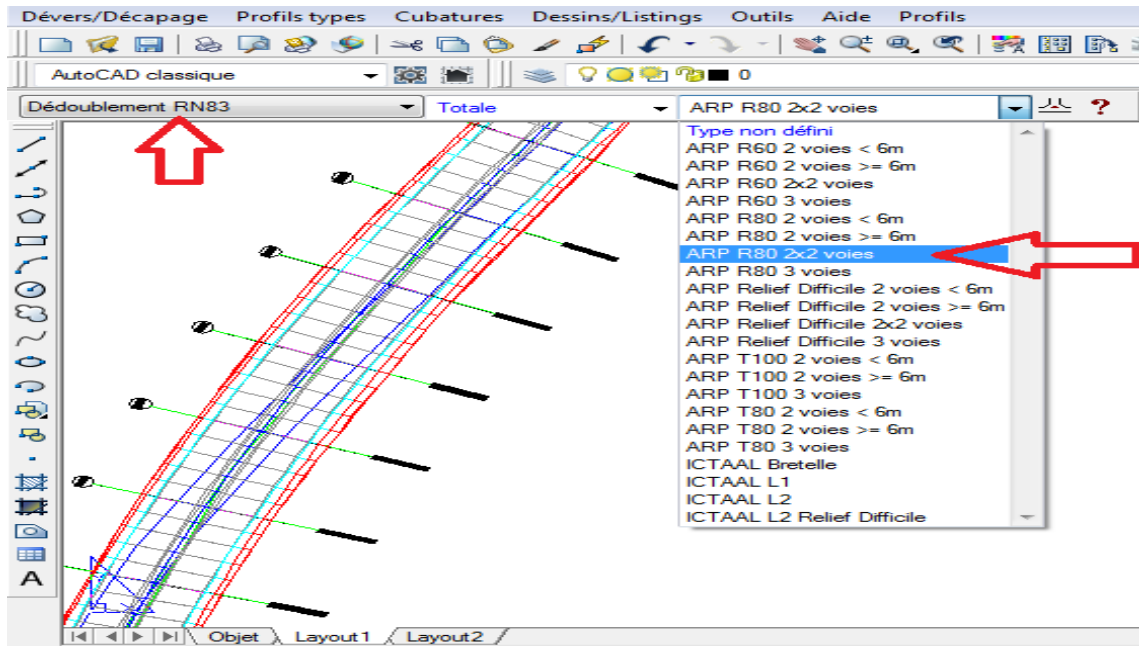 Dévers/Décapage Profils types Cubatures Dessins/Listings Outils Aide Profils
AutoCAD classique 0
Dédoublement RN83 Totale ARP R80 2x2 voies ?
Type non défini
ARP R60 2 voies < 6m
ARP R60 2 voies >= 6m
ARP R60 2x2 voies
ARP R60 3 voies
ARP R80 2 voies < 6m
ARP R80 2 voies >= 6m
ARP R80 2x2 voies
ARP R80 3 voies
ARP Relief Difficile 2 voies < 6m
ARP Relief Difficile 2 voies >= 6m
ARP Relief Difficile 2x2 voies
ARP Relief Difficile 3 voies
ARP T100 2 voies < 6m
ARP T100 2 voies >= 6m
ARP T100 3 voies
ARP T80 2 voies < 6m
ARP T80 2 voies >= 6m
ARP T80 3 voies
ICTAAL Bretelle
ICTAAL L1
ICTAAL L2
ICTAAL L2 Relief Difficile
A
Objet Layout1 Layout2